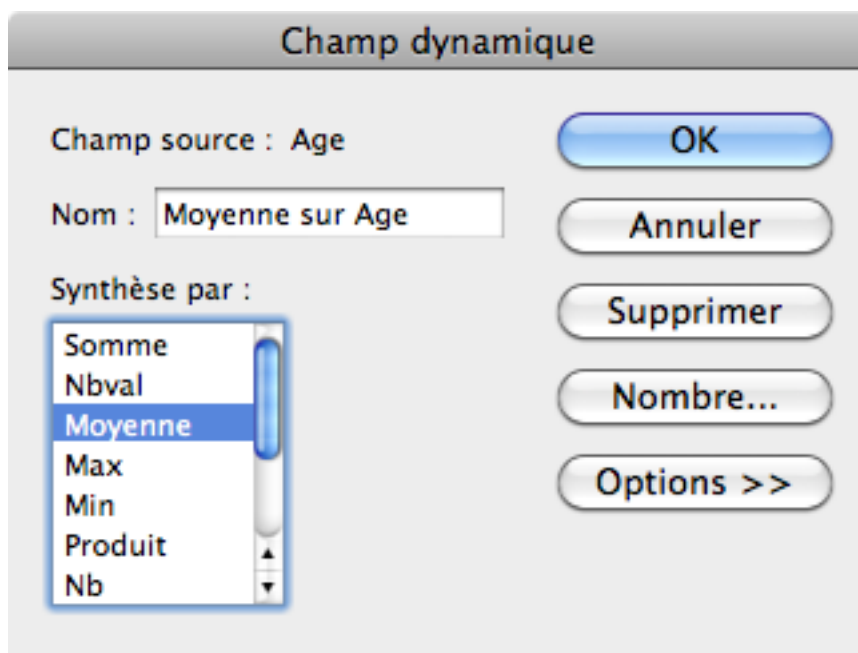 Champ dynamique
Champ source : Age
Nom : Moyenne sur Age
Synthèse par :
Somme
Nbval
Moyenne
Max
Min
Produit
Nb
OK
Annuler
Supprimer
Nombre...
Options >>